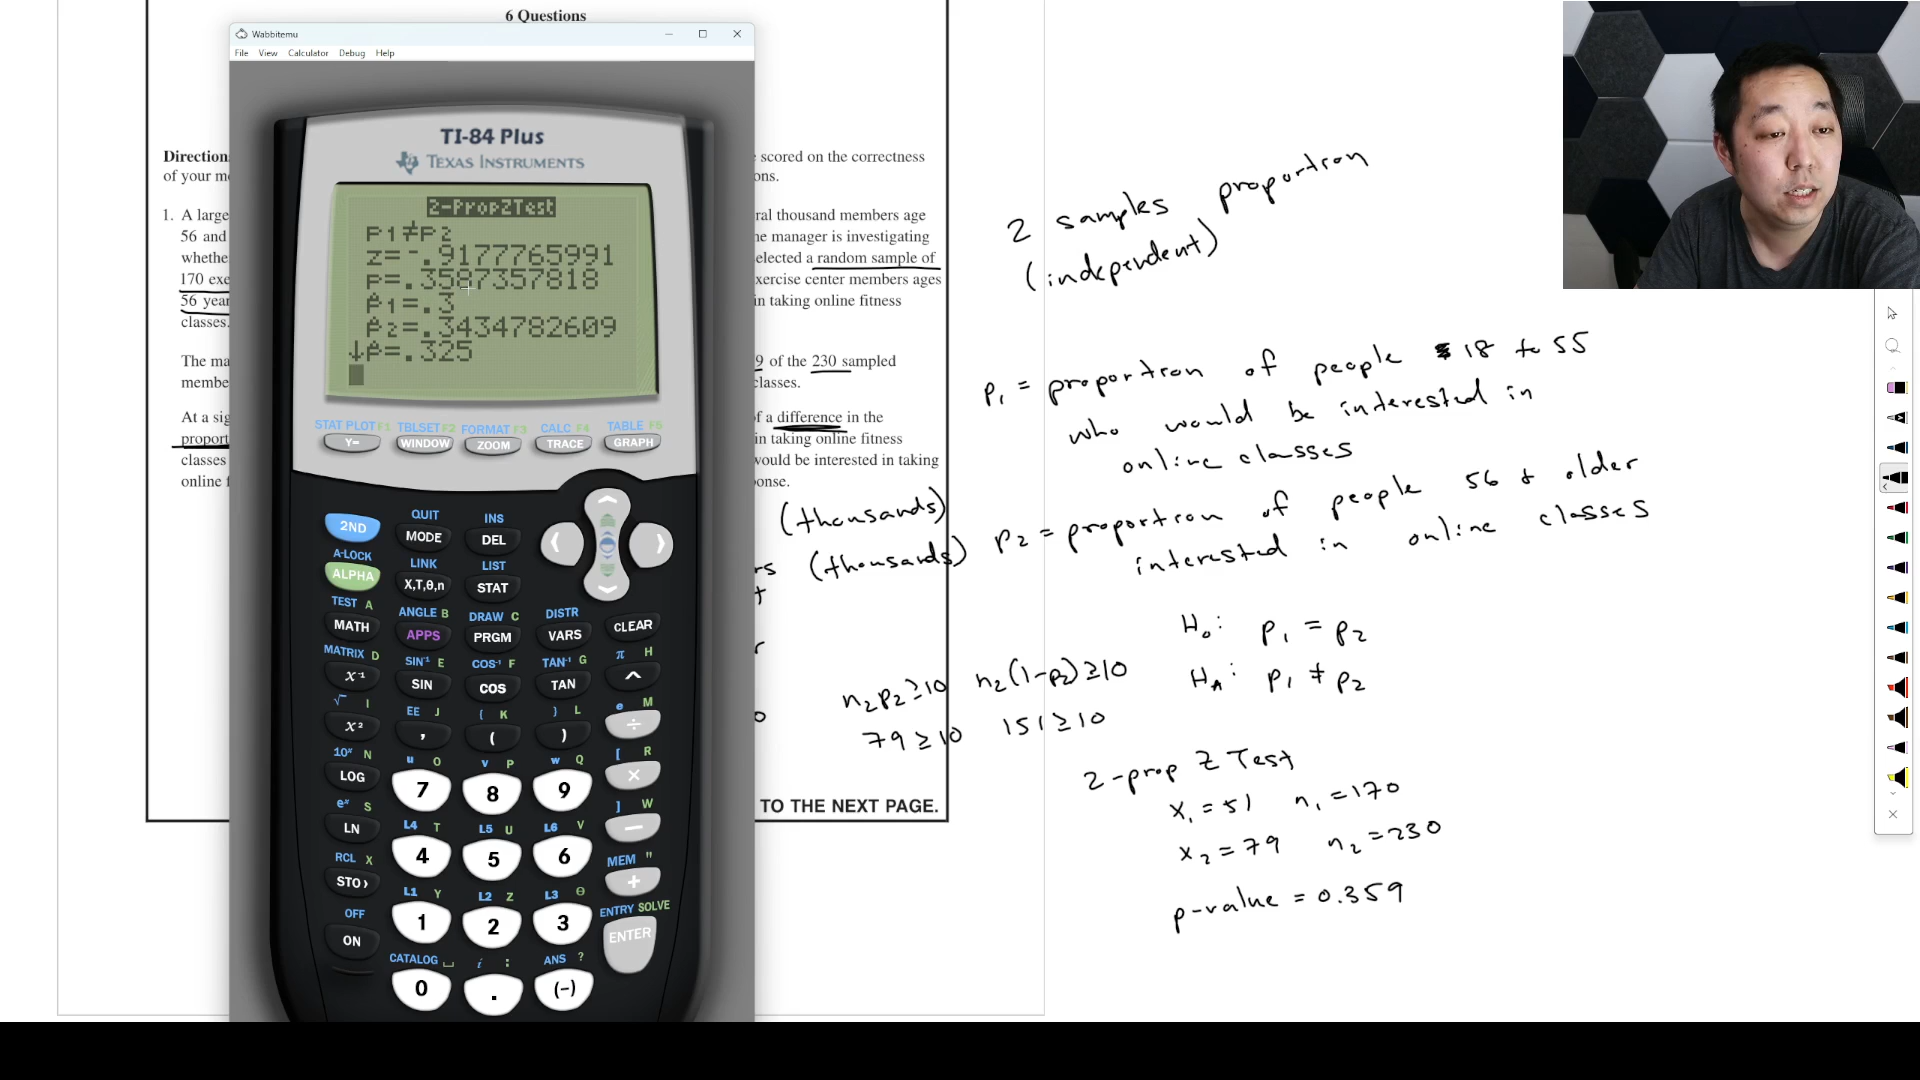 6 Questions
Wabbitemu
File View Calculator Debug Help
TI-84 Plus
TEXAS INSTRUMENTS
2-PropZTest
p1≠p2
z=-.9177765991
p=.3587357818
p̂1=.3
p̂2=.3434782609
↓p̂=.325
STAT PLOT F1 TBLSET F2 FORMAT F3 CALC F4 TABLE F5
Y= WINDOW ZOOM TRACE GRAPH
QUIT INS
2ND MODE DEL
A-LOCK LINK LIST
ALPHA X,T,θ,n STAT
TEST A ANGLE B DRAW C DISTR
MATH APPS PRGM VARS CLEAR
MATRIX D SIN-1 E COS-1 F TAN-1 G π H
x-1 SIN COS TAN ^
√ I EE J { K } L e M
x² , ( ) ÷
10ˣ N u O v P w Q [ R
LOG 7 8 9 ×
eˣ S L4 T L5 U L6 V ] W
LN 4 5 6 −
RCL X L1 Y L2 Z L3 θ MEM "
STO› 1 2 3 +
OFF CATALOG ␣ i : ANS ? ENTRY SOLVE
ON 0 . (-) ENTER
Direction
scored on the correctness
of your m
ons.
1. A large
ral thousand members age
56 and
he manager is investigating
whethe
elected a random sample of
170 exe
xercise center members ages
56 year
in taking online fitness
classes.
The ma
9 of the 230 sampled
membe
classes.
At a sig
f a difference in the
proport
in taking online fitness
classes
would be interested in taking
online f
onse.
TO THE NEXT PAGE.
(thousands)
rs (thousands)
n₂p₂≥10 n₂(1-p₂)≥10
79≥10 151≥10
2 samples proportion
(independent)
p₁ = proportion of people 18 to 55
who would be interested in
online classes
p₂ = proportion of people 56 + older
interested in online classes
H₀: p₁ = p₂
H_A: p₁ ≠ p₂
2-prop Z Test
x₁ = 51 n₁ = 170
x₂ = 79 n₂ = 230
p-value = 0.359